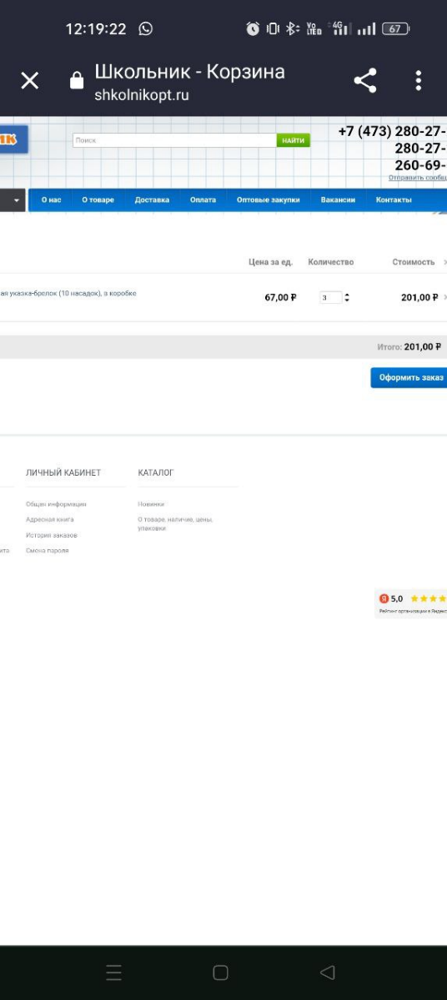 12:19:22
67
Школьник - Корзина
shkolnikopt.ru
ИК
Поиск
НАЙТИ
+7 (473) 280-27-
280-27-
260-69-
Отправить сообщ
О нас О товаре Доставка Оплата Оптовые закупки Вакансии Контакты
Цена за ед. Количество Стоимость
ая указка-брелок (10 насадок), в коробке 67,00 ₽ 3 201,00 ₽
Итого: 201,00 ₽
Оформить заказ
ЛИЧНЫЙ КАБИНЕТ КАТАЛОГ
Общая информация Новинки
Адресная книга О товаре, наличие, цены,
упаковки
История заказов
ита Смена пароля
Я 5,0
Рейтинг организации в Яндекс